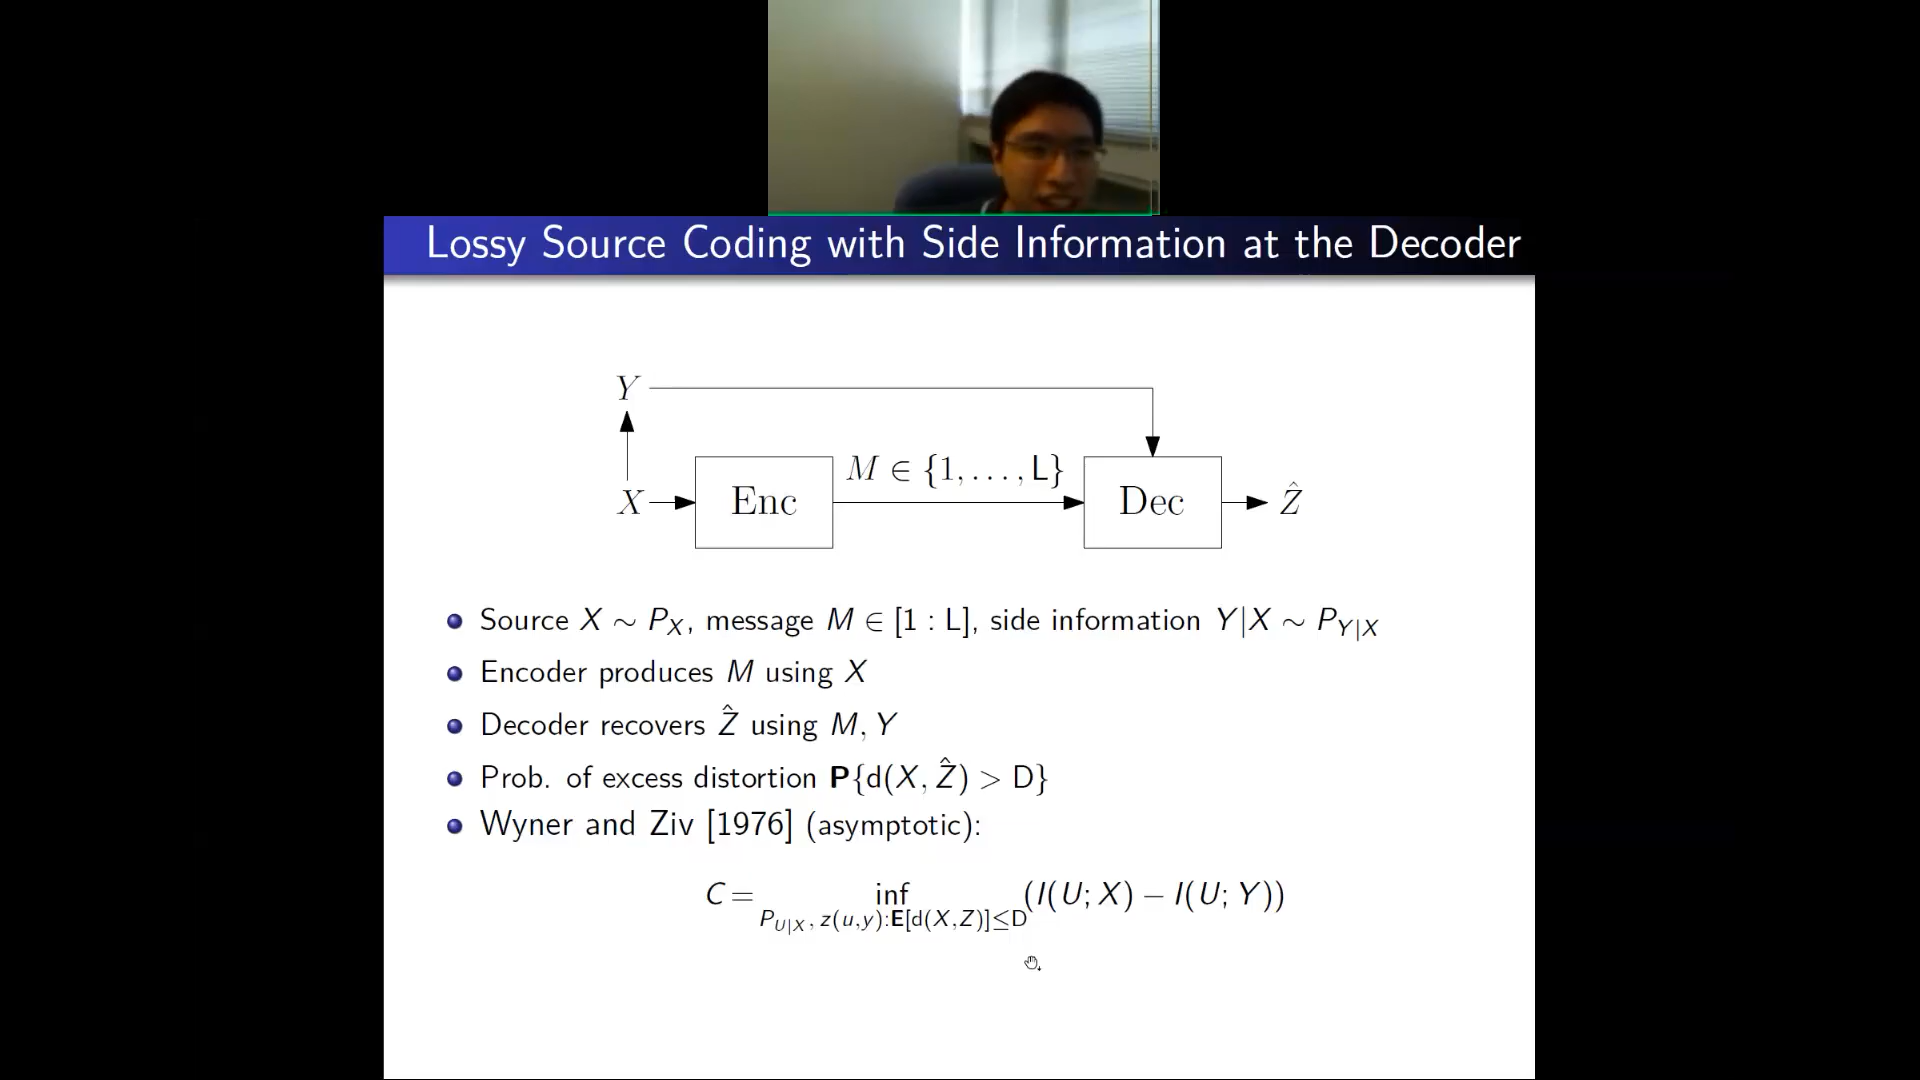 Lossy Source Coding with Side Information at the Decoder
Y
M ∈ {1, . . . , L}
X Enc Dec Ẑ
Source X ∼ P_X, message M ∈ [1 : L], side information Y|X ∼ P_{Y|X}
Encoder produces M using X
Decoder recovers Ẑ using M, Y
Prob. of excess distortion P{d(X, Ẑ) > D}
Wyner and Ziv [1976] (asymptotic):
C = inf_{P_{U|X}, z(u,y):E[d(X,Z)]≤D} (I(U; X) − I(U; Y))